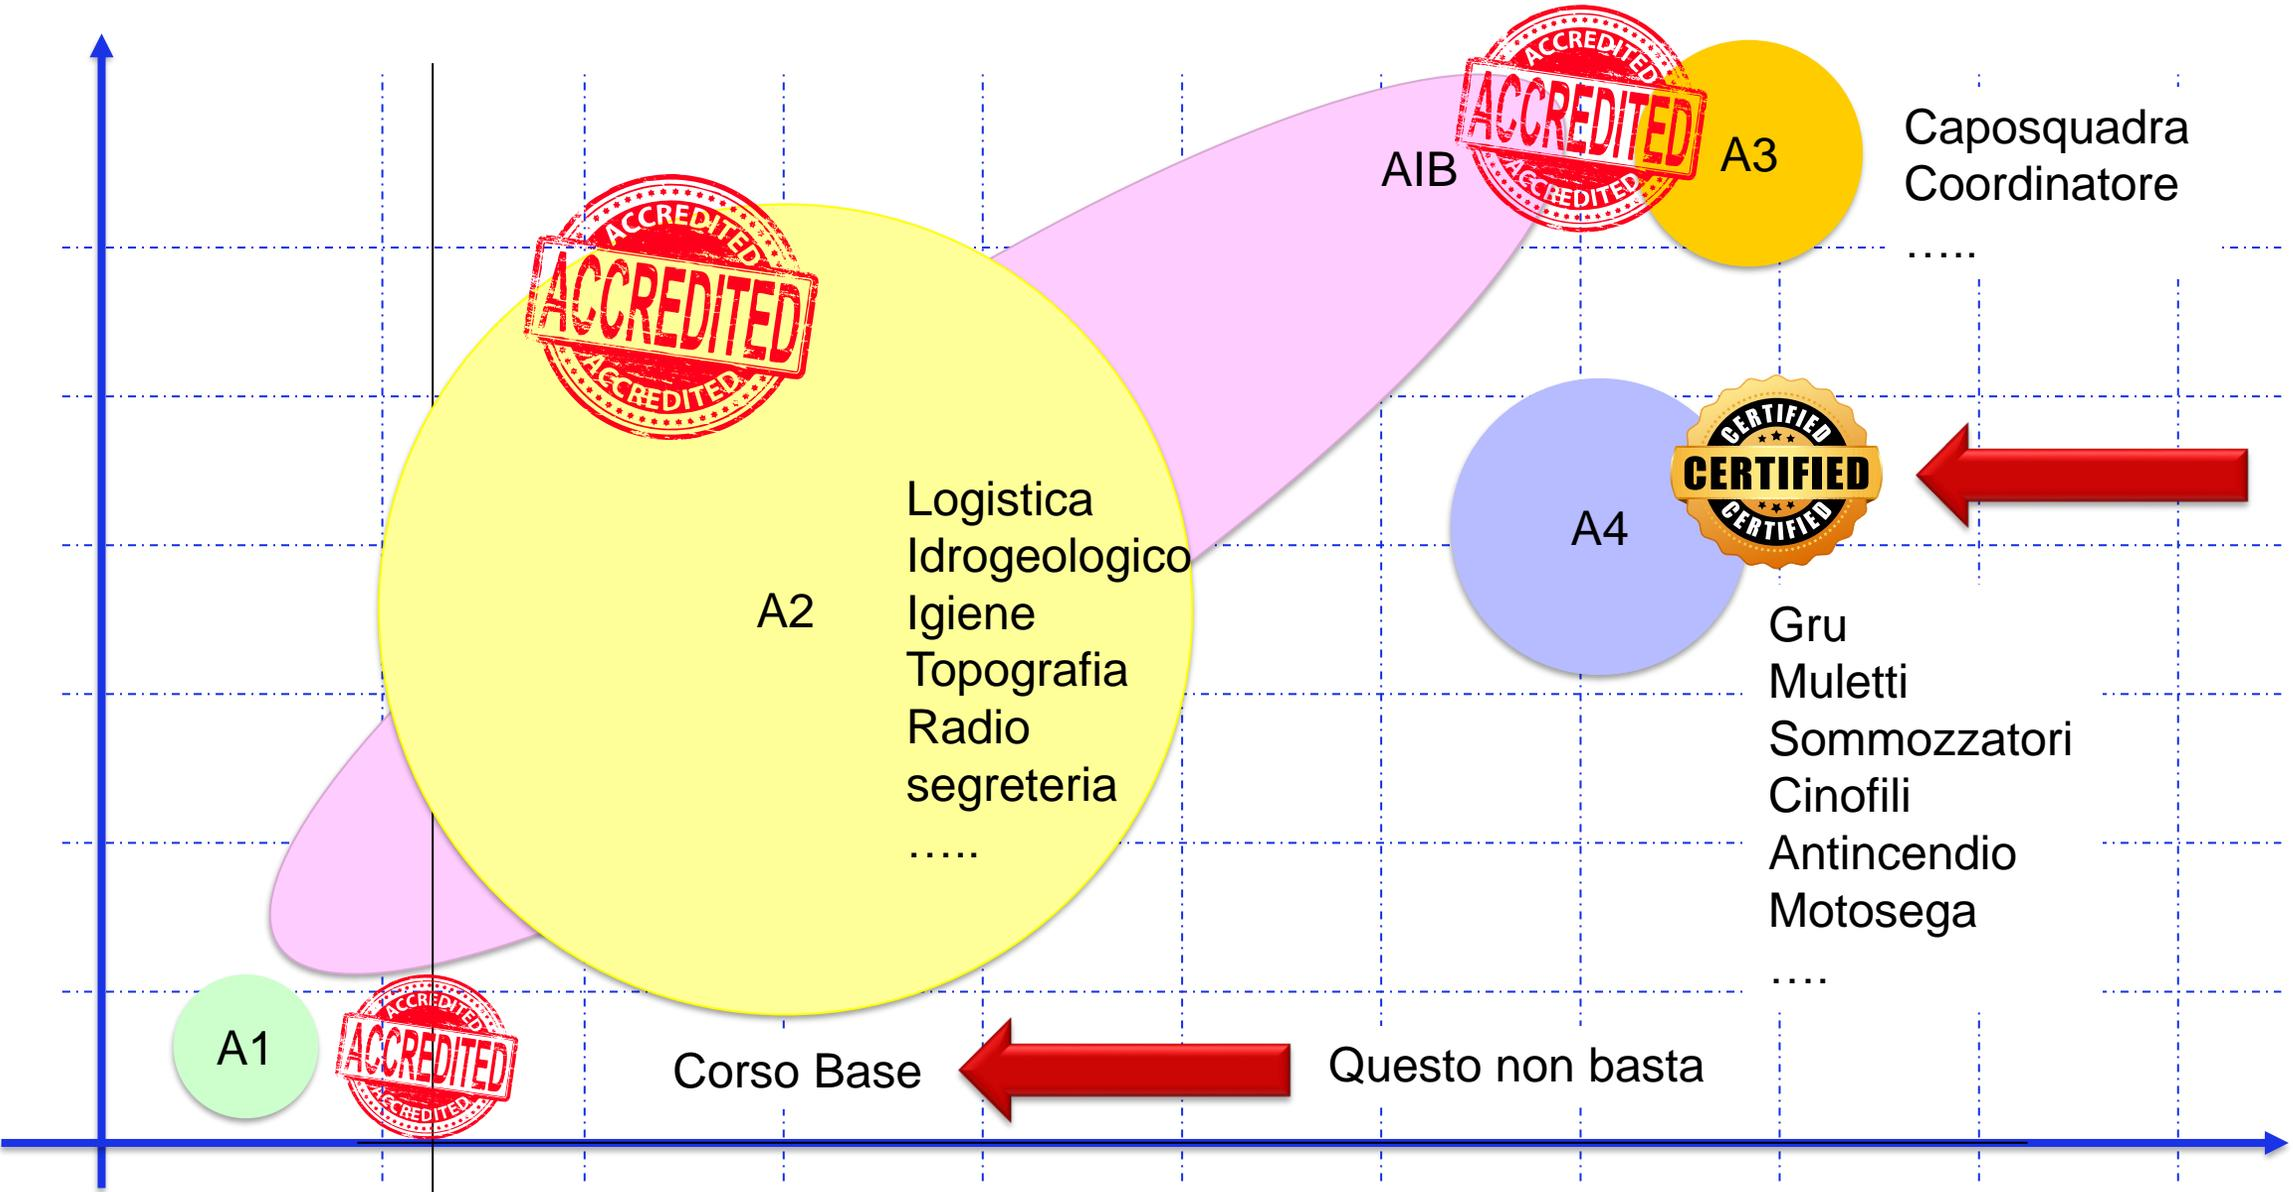 ACCREDITED
ACCREDITED
ACCREDITED
AIB
A3
Caposquadra
Coordinatore
…..
ACCREDITED
ACCREDITED
ACCREDITED
A2
Logistica
Idrogeologico
Igiene
Topografia
Radio
segreteria
…..
A4
CERTIFIED
CERTIFIED
CERTIFIED
Gru
Muletti
Sommozzatori
Cinofili
Antincendio
Motosega
….
A1
ACCREDITED
ACCREDITED
ACCREDITED
Corso Base
Questo non basta